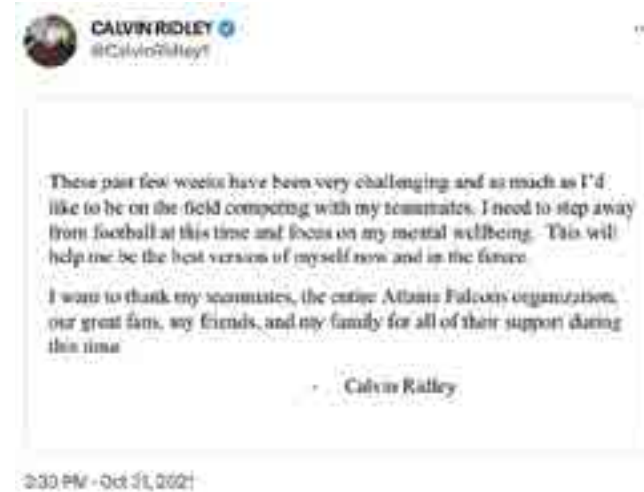 CALVIN RIDLEY
@CalvinRidley1
These past few weeks have been very challenging and as much as I'd
like to be on the field competing with my teammates, I need to step away
from football at this time and focus on my mental wellbeing. This will
help me be the best version of myself now and in the future.
I want to thank my teammates, the entire Atlanta Falcons organization,
our great fans, my friends, and my family for all of their support during
this time
- Calvin Ridley
2:33 PM - Oct 31, 2021